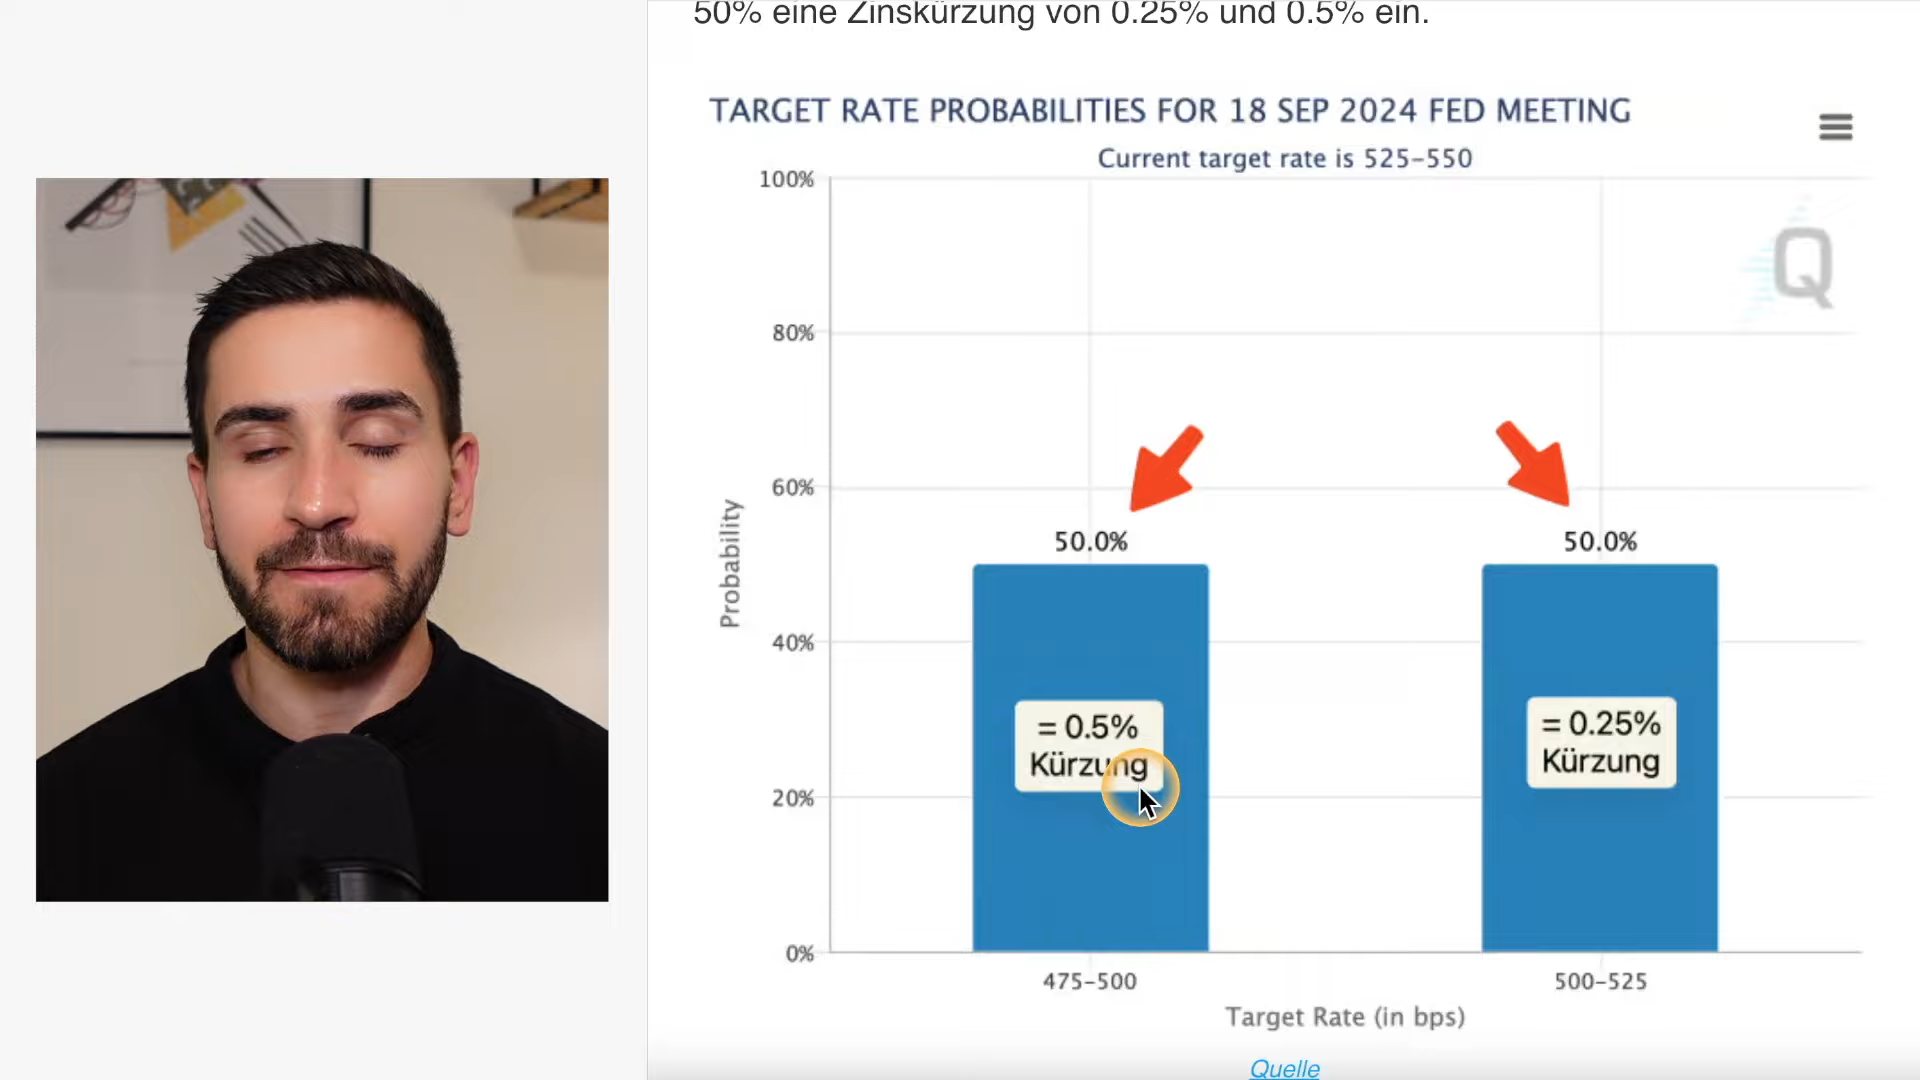 50% eine Zinskürzung von 0.25% und 0.5% ein.
TARGET RATE PROBABILITIES FOR 18 SEP 2024 FED MEETING
Current target rate is 525–550
100%
Q
80%
60%
50.0%
50.0%
Probability
40%
= 0.5%
Kürzung
= 0.25%
Kürzung
20%
0%
475–500
500–525
Target Rate (in bps)
Quelle